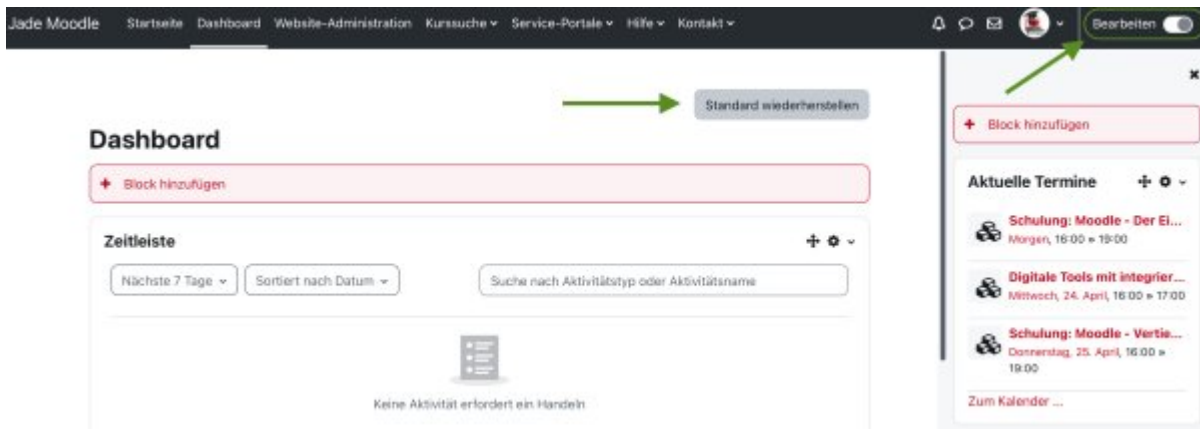 Jade Moodle Startseite Dashboard Website-Administration Kurssuche Service-Portale Hilfe Kontakt Bearbeiten
Standard wiederherstellen
Dashboard
Block hinzufügen
Zeitleiste
Nächste 7 Tage Sortiert nach Datum Suche nach Aktivitätstyp oder Aktivitätsname
Keine Aktivität erfordert ein Handeln
Block hinzufügen
Aktuelle Termine
Schulung: Moodle - Der Ei...
Morgen, 16:00 » 19:00
Digitale Tools mit integrier...
Mittwoch, 24. April, 16:00 » 17:00
Schulung: Moodle - Vertie...
Donnerstag, 25. April, 16:00 »
19:00
Zum Kalender ...